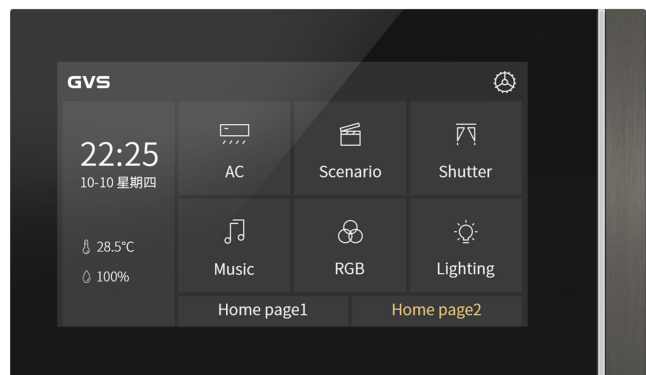 GVS
22:25
10-10 星期四
28.5°C
100%
AC
Scenario
Shutter
Music
RGB
Lighting
Home page1
Home page2